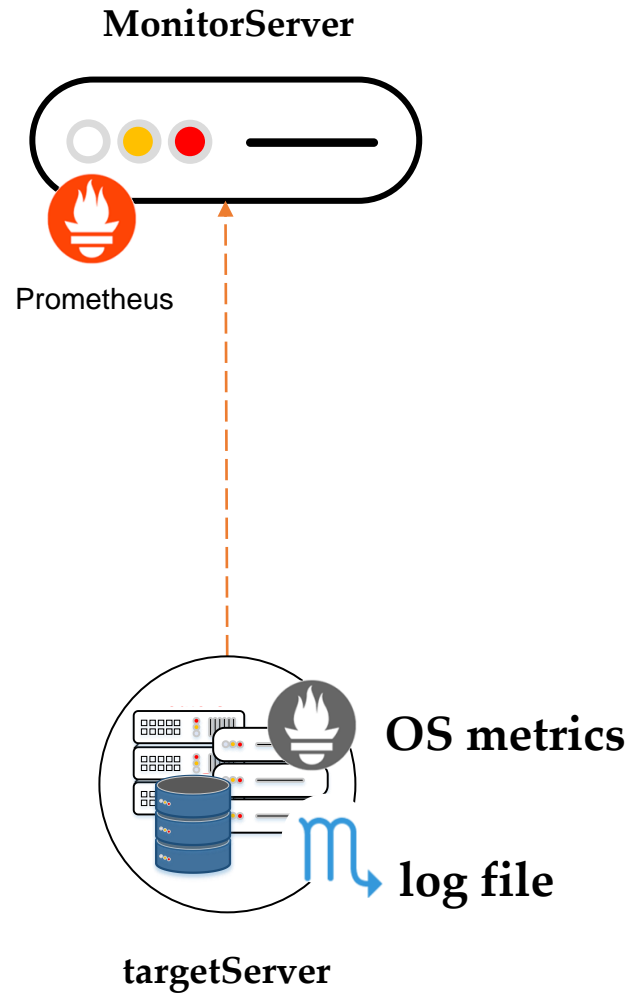 MonitorServer
Prometheus
OS metrics
log file
targetServer